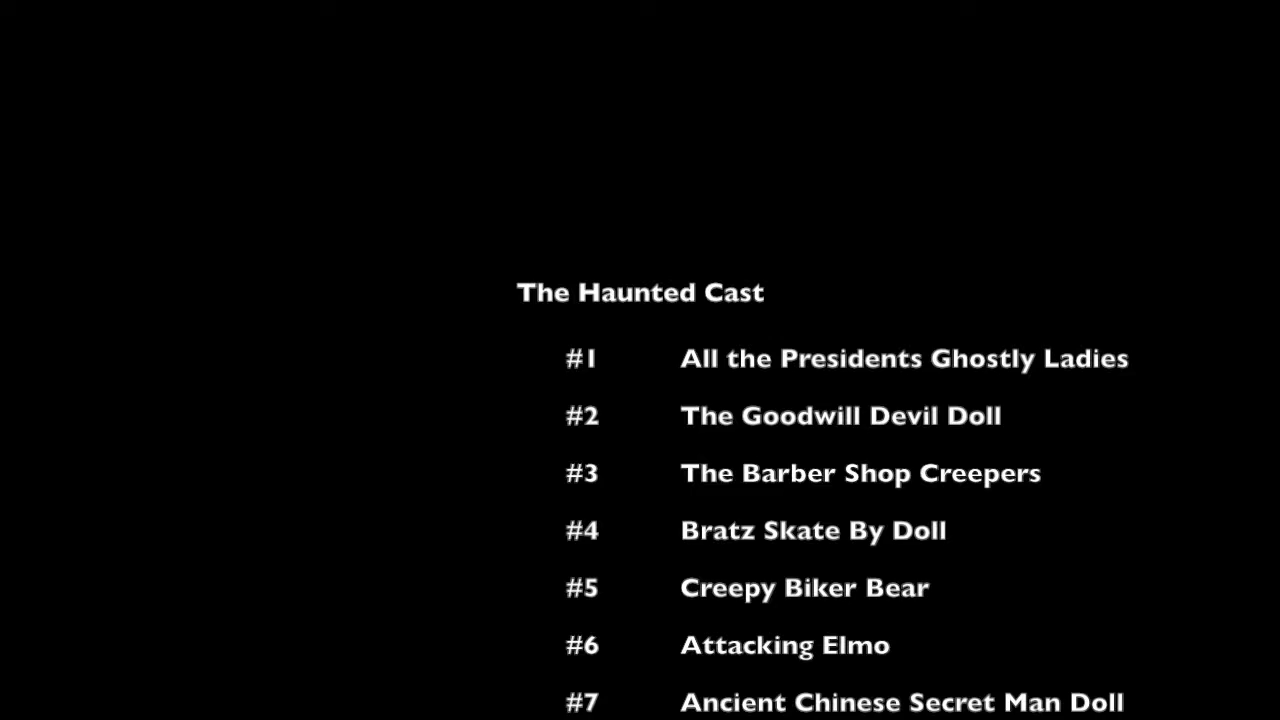 The Haunted Cast
#1 All the Presidents Ghostly Ladies
#2 The Goodwill Devil Doll
#3 The Barber Shop Creepers
#4 Bratz Skate By Doll
#5 Creepy Biker Bear
#6 Attacking Elmo
#7 Ancient Chinese Secret Man Doll